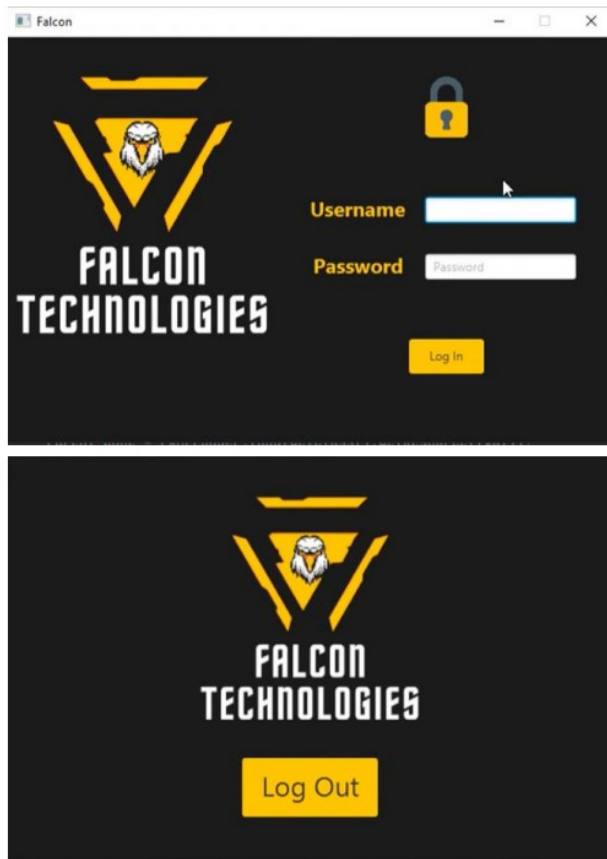 Falcon
FALCON
TECHNOLOGIES
Username
Password
Password
Log In
FALCON
TECHNOLOGIES
Log Out